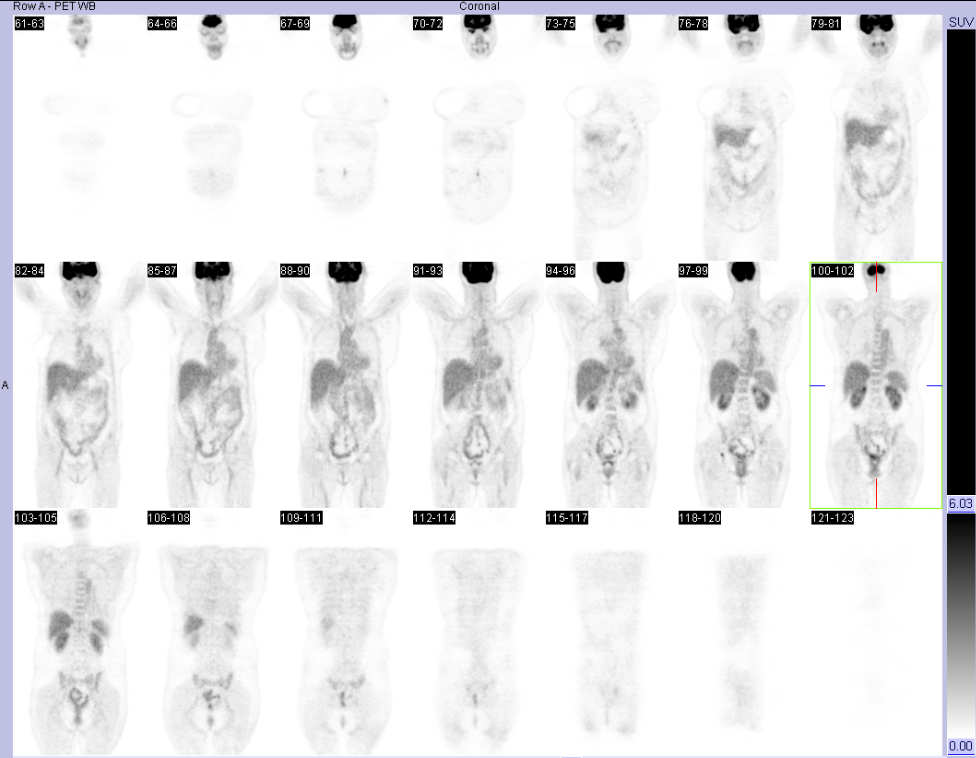 Row A - PET WB Coronal
61-63 64-66 67-69 70-72 73-75 76-78 79-81 SUV
82-84 85-87 88-90 91-93 94-96 97-99 100-102
A
6.03
103-105 106-108 109-111 112-114 115-117 118-120 121-123
0.00